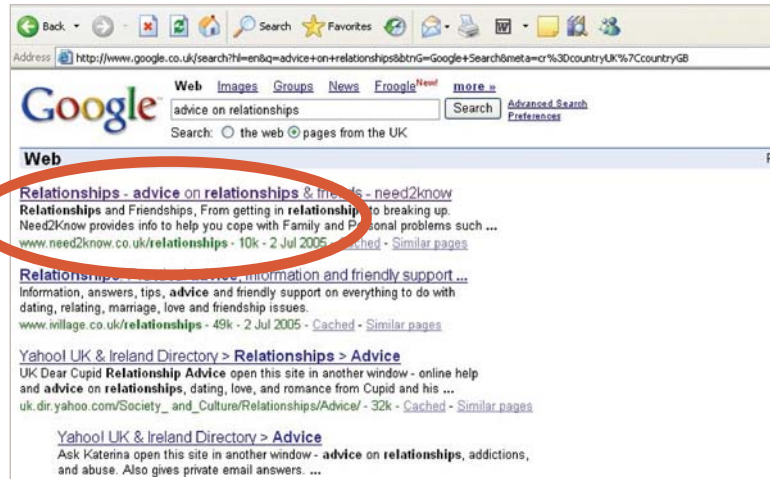 Back Search Favorites
Address http://www.google.co.uk/search?hl=en&q=advice+on+relationships&btnG=Google+Search&meta=cr%3DcountryUK%7CcountryGB
Google
Web Images Groups News Froogle New! more »
advice on relationships Search Advanced Search
Preferences
Search: the web pages from the UK
Web
Relationships - advice on relationships & friends - need2know
Relationships and Friendships, From getting in relationship to breaking up.
Need2Know provides info to help you cope with Family and Personal problems such ...
www.need2know.co.uk/relationships - 10k - 2 Jul 2005 - Cached - Similar pages
Relationships advice, information and friendly support ...
Information, answers, tips, advice and friendly support on everything to do with
dating, relating, marriage, love and friendship issues.
www.ivillage.co.uk/relationships - 49k - 2 Jul 2005 - Cached - Similar pages
Yahoo! UK & Ireland Directory > Relationships > Advice
UK Dear Cupid Relationship Advice open this site in another window - online help
and advice on relationships, dating, love, and romance from Cupid and his ...
uk.dir.yahoo.com/Society_ and_Culture/Relationships/Advice/ - 32k - Cached - Similar pages
Yahoo! UK & Ireland Directory > Advice
Ask Katerina open this site in another window - advice on relationships, addictions,
and abuse. Also gives private email answers. ...